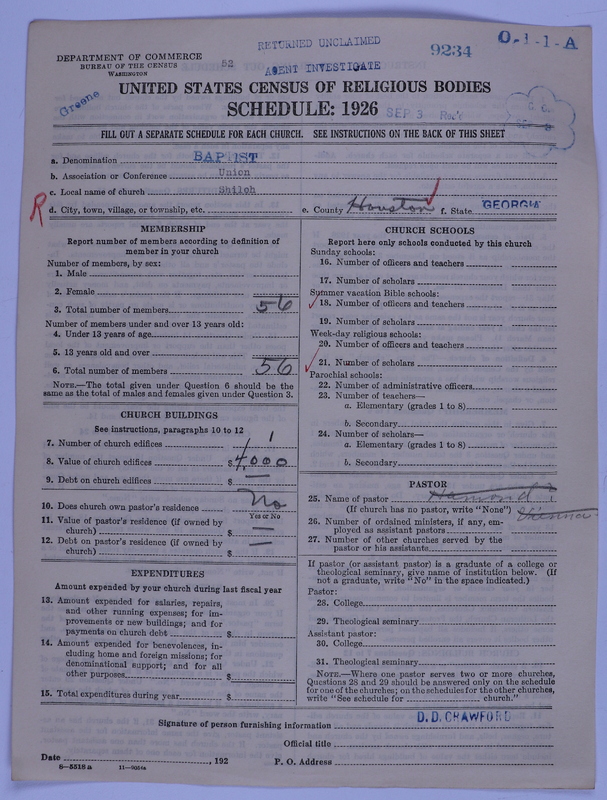 RETURNED UNCLAIMED
9234
O.1-1-A
DEPARTMENT OF COMMERCE
BUREAU OF THE CENSUS
WASHINGTON
52
AGENT INVESTIGATE
Greene
UNITED STATES CENSUS OF RELIGIOUS BODIES
SCHEDULE: 1926
SEP 3 Rec'd
FILL OUT A SEPARATE SCHEDULE FOR EACH CHURCH. SEE INSTRUCTIONS ON THE BACK OF THIS SHEET
a. Denomination BAPTIST
b. Association or Conference Union
c. Local name of church Shiloh
R d. City, town, village, or township, etc. e. County Houston f. State GEORGIA
MEMBERSHIP
Report number of members according to definition of
member in your church
Number of members, by sex:
1. Male
2. Female
3. Total number of members 56
Number of members under and over 13 years old:
4. Under 13 years of age
5. 13 years old and over
6. Total number of members 56
NOTE.—The total given under Question 6 should be the
same as the total of males and females given under Question 3.
CHURCH BUILDINGS
See instructions, paragraphs 10 to 12
7. Number of church edifices 1
8. Value of church edifices $ 4,000
9. Debt on church edifices $ —
10. Does church own pastor's residence No
Yes or No
11. Value of pastor's residence (if owned by
church) $ —
12. Debt on pastor's residence (if owned by
church) $ —
EXPENDITURES
Amount expended by your church during last fiscal year
13. Amount expended for salaries, repairs,
and other running expenses; for im-
provements or new buildings; and for
payments on church debt $
14. Amount expended for benevolences, in-
cluding home and foreign missions; for
denominational support; and for all
other purposes $
15. Total expenditures during year $
CHURCH SCHOOLS
Report here only schools conducted by this church
Sunday schools:
16. Number of officers and teachers
17. Number of scholars
Summer vacation Bible schools:
18. Number of officers and teachers
19. Number of scholars
Week-day religious schools:
20. Number of officers and teachers
21. Number of scholars
Parochial schools:
22. Number of administrative officers
23. Number of teachers—
a. Elementary (grades 1 to 8)
b. Secondary
24. Number of scholars—
a. Elementary (grades 1 to 8)
b. Secondary
PASTOR
25. Name of pastor Hamond
(If church has no pastor, write "None") Vienna
26. Number of ordained ministers, if any, em-
ployed as assistant pastors
27. Number of other churches served by the
pastor or his assistants
If pastor (or assistant pastor) is a graduate of a college or
theological seminary, give name of institution below. (If
not a graduate, write "No" in the space indicated.)
Pastor:
28. College
29. Theological seminary
Assistant pastor:
30. College
31. Theological seminary
NOTE.—Where one pastor serves two or more churches,
Questions 28 and 29 should be answered only on the schedule
for one of the churches; on the schedules for the other churches,
write "See schedule for church."
Signature of person furnishing information D. D. CRAWFORD
Official title
Date , 192 P. O. Address
8—5518a